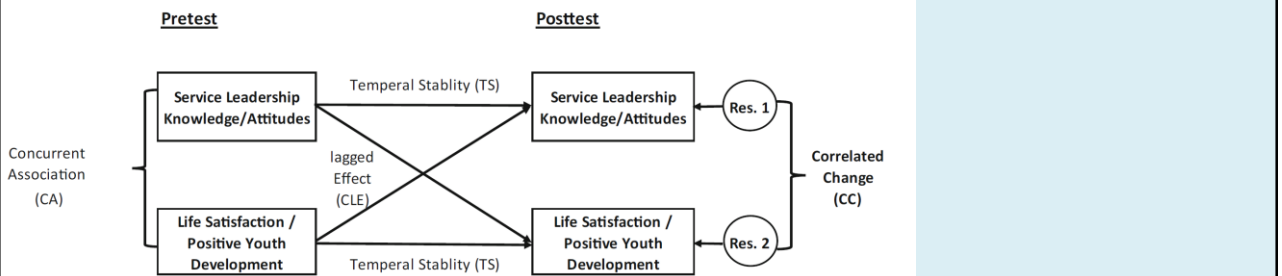 Pretest
Posttest
Temperal Stablity (TS)
Service Leadership
Knowledge/Attitudes
Service Leadership
Knowledge/Attitudes
Res. 1
Concurrent
Association
(CA)
lagged
Effect
(CLE)
Correlated
Change
(CC)
Life Satisfaction /
Positive Youth
Development
Life Satisfaction /
Positive Youth
Development
Res. 2
Temperal Stablity (TS)